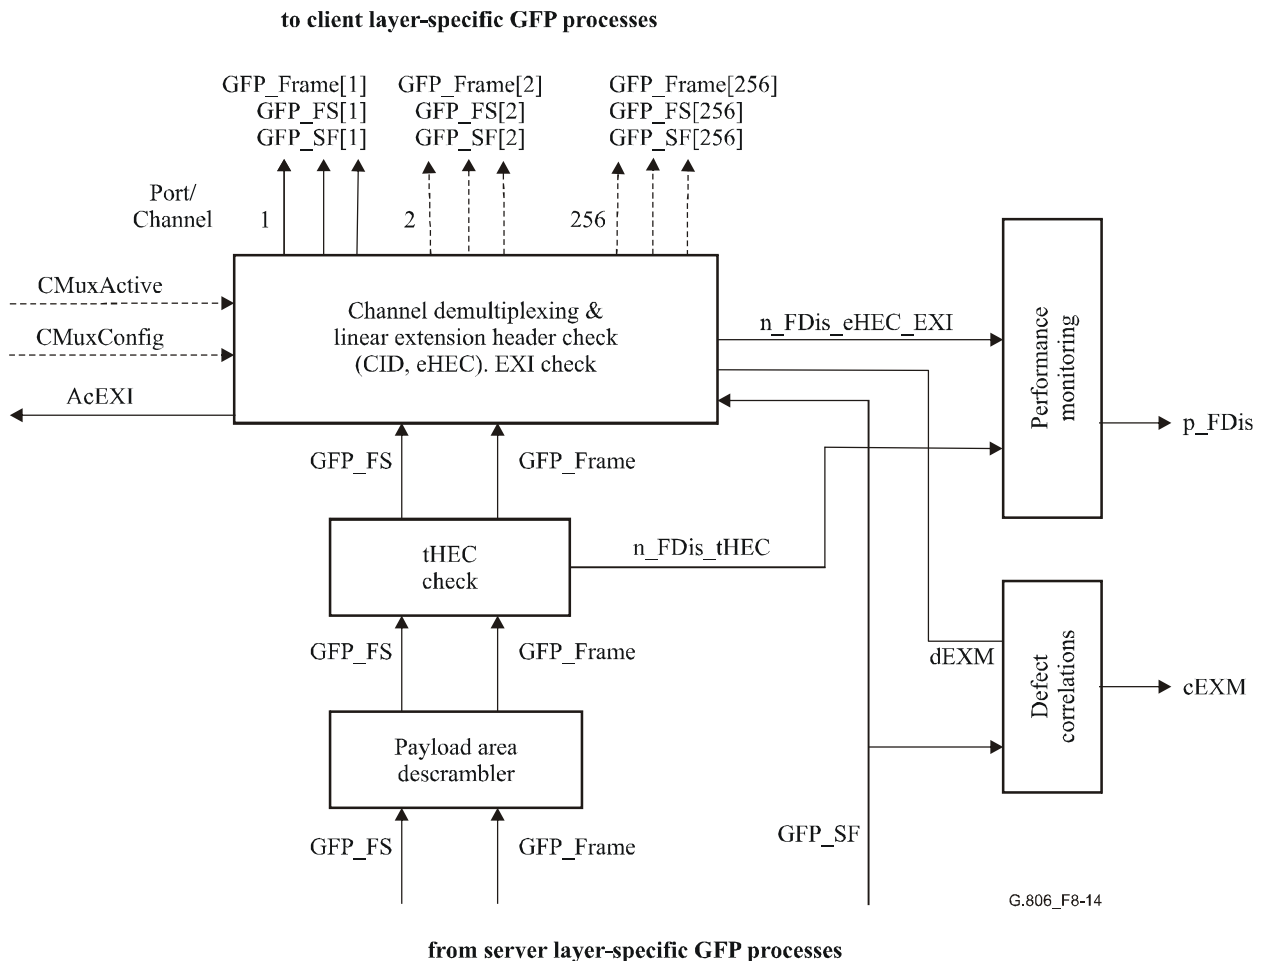 to client layer-specific GFP processes
GFP_Frame[1]
GFP_FS[1]
GFP_SF[1]
GFP_Frame[2]
GFP_FS[2]
GFP_SF[2]
GFP_Frame[256]
GFP_FS[256]
GFP_SF[256]
Port/
Channel
1
2
256
CMuxActive
CMuxConfig
AcEXI
Channel demultiplexing &
linear extension header check
(CID, eHEC). EXI check
n_FDis_eHEC_EXI
Performance
monitoring
p_FDis
GFP_FS
GFP_Frame
tHEC
check
n_FDis_tHEC
GFP_FS
GFP_Frame
dEXM
Defect
correlations
cEXM
Payload area
descrambler
GFP_FS
GFP_Frame
GFP_SF
G.806_F8-14
from server layer-specific GFP processes